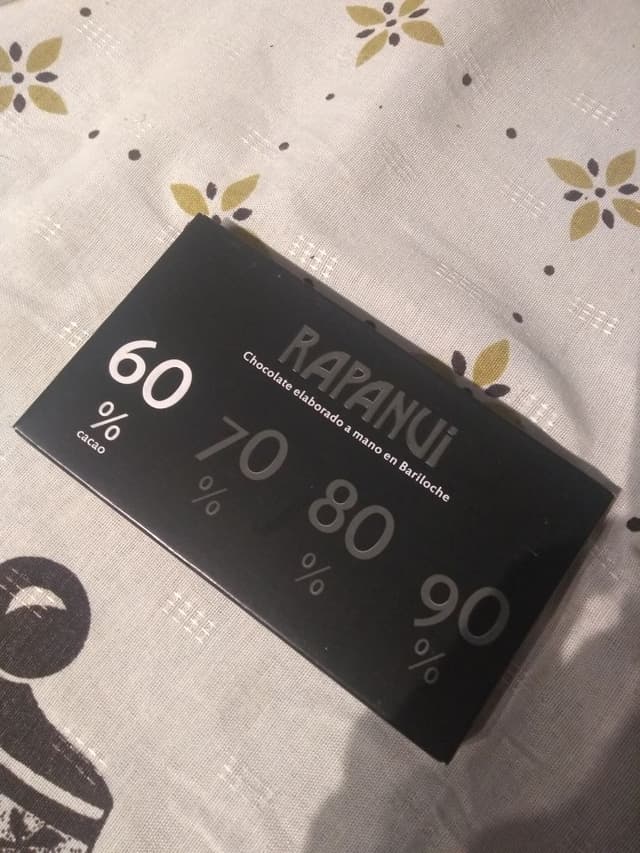 RAPANUi
Chocolate elaborado a mano en Bariloche
60
%
cacao
70
%
80
%
90
%